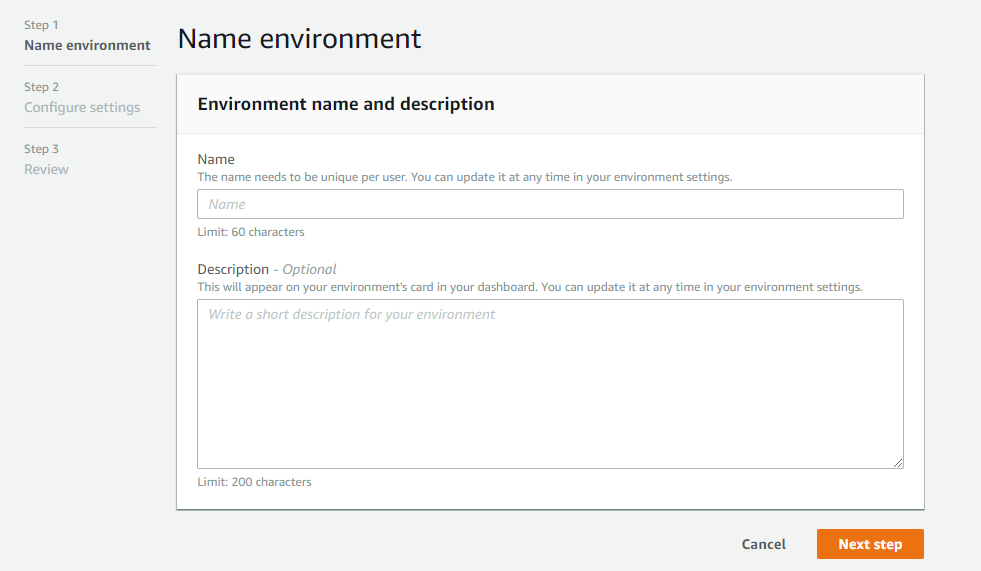 Step 1
Name environment
Step 2
Configure settings
Step 3
Review
Name environment
Environment name and description
Name
The name needs to be unique per user. You can update it at any time in your environment settings.
Name
Limit: 60 characters
Description - Optional
This will appear on your environment's card in your dashboard. You can update it at any time in your environment settings.
Write a short description for your environment
Limit: 200 characters
Cancel
Next step